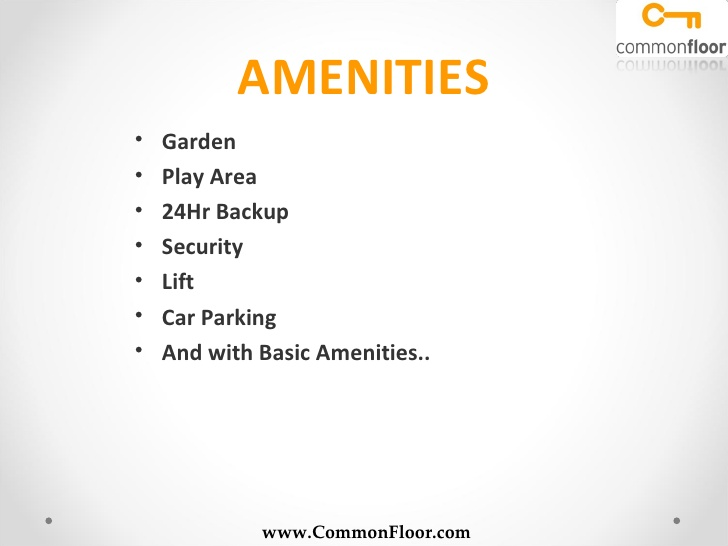 commonfloor
AMENITIES
• Garden
• Play Area
• 24Hr Backup
• Security
• Lift
• Car Parking
• And with Basic Amenities..
www.CommonFloor.com